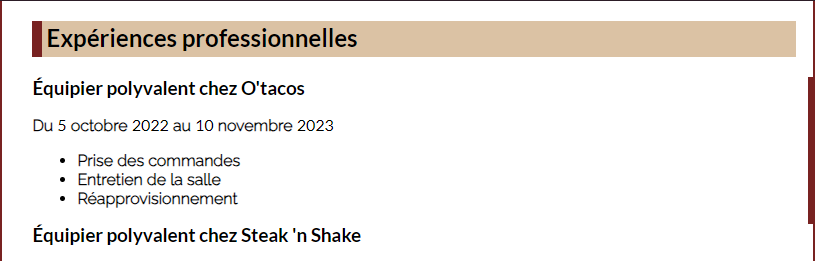 Expériences professionnelles
Équipier polyvalent chez O'tacos
Du 5 octobre 2022 au 10 novembre 2023
• Prise des commandes
• Entretien de la salle
• Réapprovisionnement
Équipier polyvalent chez Steak 'n Shake